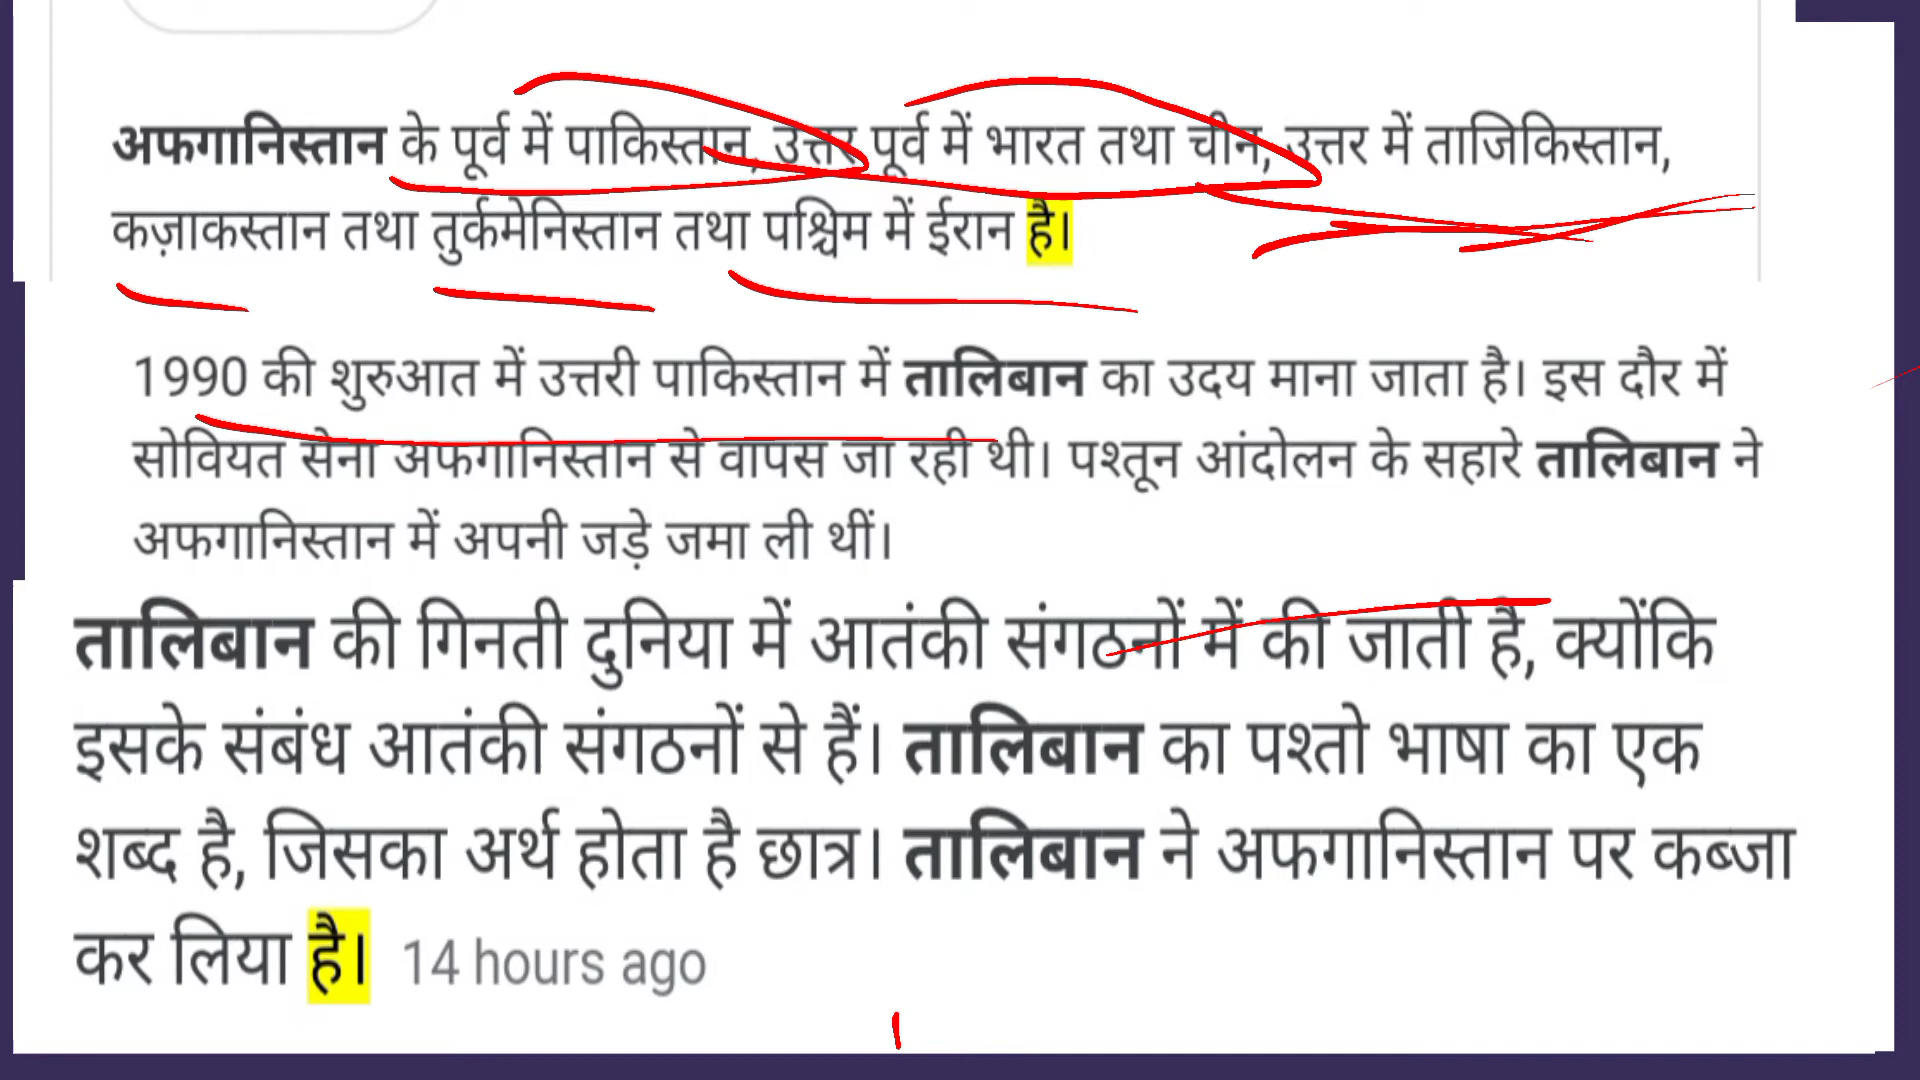 अफगानिस्तान के पूर्व में पाकिस्तान, उत्तर पूर्व में भारत तथा चीन, उत्तर में ताजिकिस्तान,
कज़ाकस्तान तथा तुर्कमेनिस्तान तथा पश्चिम में ईरान है।
1990 की शुरुआत में उत्तरी पाकिस्तान में तालिबान का उदय माना जाता है। इस दौर में
सोवियत सेना अफगानिस्तान से वापस जा रही थी। पश्तून आंदोलन के सहारे तालिबान ने
अफगानिस्तान में अपनी जड़े जमा ली थीं।
तालिबान की गिनती दुनिया में आतंकी संगठनों में की जाती है, क्योंकि
इसके संबंध आतंकी संगठनों से हैं। तालिबान का पश्तो भाषा का एक
शब्द है, जिसका अर्थ होता है छात्र। तालिबान ने अफगानिस्तान पर कब्जा
कर लिया है। 14 hours ago